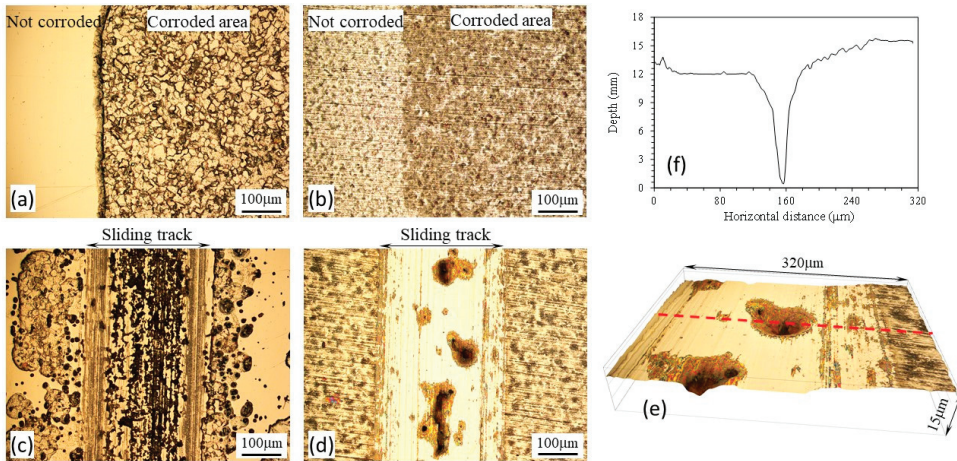 Not corroded
Corroded area
(a)
100μm
Not corroded
Corroded area
(b)
100μm
18
15
12
9
6
3
0
Depth (mm)
0
80
160
240
320
Horizontal distance (μm)
(f)
Sliding track
(c)
100μm
Sliding track
(d)
100μm
320μm
15μm
(e)